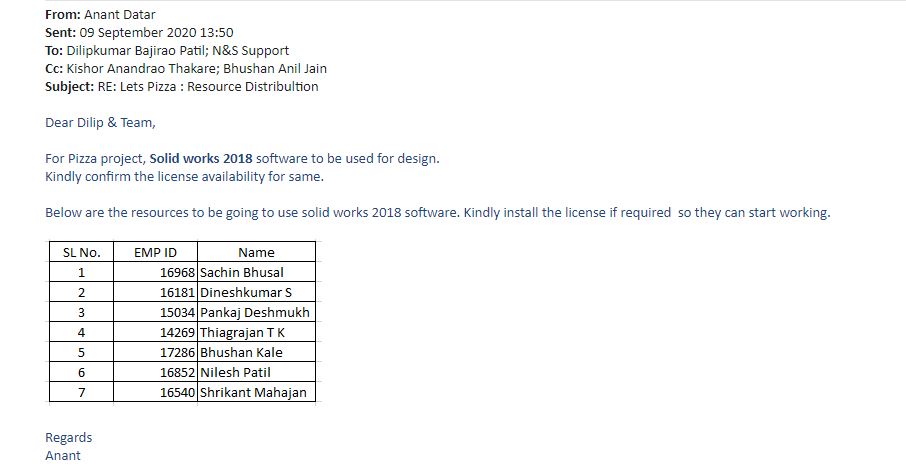 From: Anant Datar
Sent: 09 September 2020 13:50
To: Dilipkumar Bajirao Patil; N&S Support
Cc: Kishor Anandrao Thakare; Bhushan Anil Jain
Subject: RE: Lets Pizza : Resource Distribultion
Dear Dilip & Team,
For Pizza project, Solid works 2018 software to be used for design.
Kindly confirm the license availability for same.
Below are the resources to be going to use solid works 2018 software. Kindly install the license if required so they can start working.
SL No. EMP ID Name
1 16968 Sachin Bhusal
2 16181 Dineshkumar S
3 15034 Pankaj Deshmukh
4 14269 Thiagrajan T K
5 17286 Bhushan Kale
6 16852 Nilesh Patil
7 16540 Shrikant Mahajan
Regards
Anant